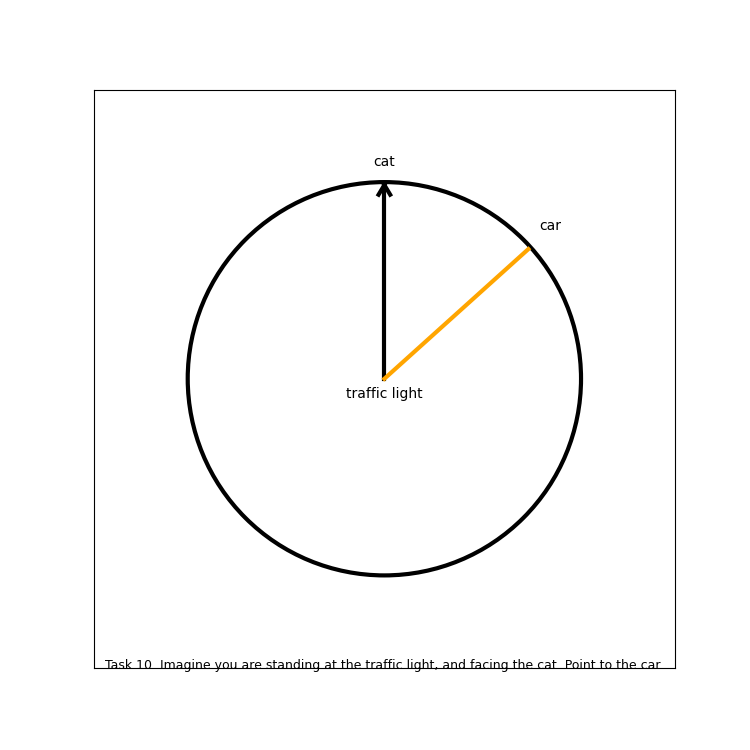 cat
car
traffic light
Task 10. Imagine you are standing at the traffic light, and facing the cat. Point to the car.